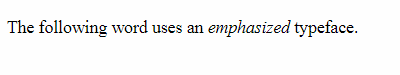 The following word uses an emphasized typeface.